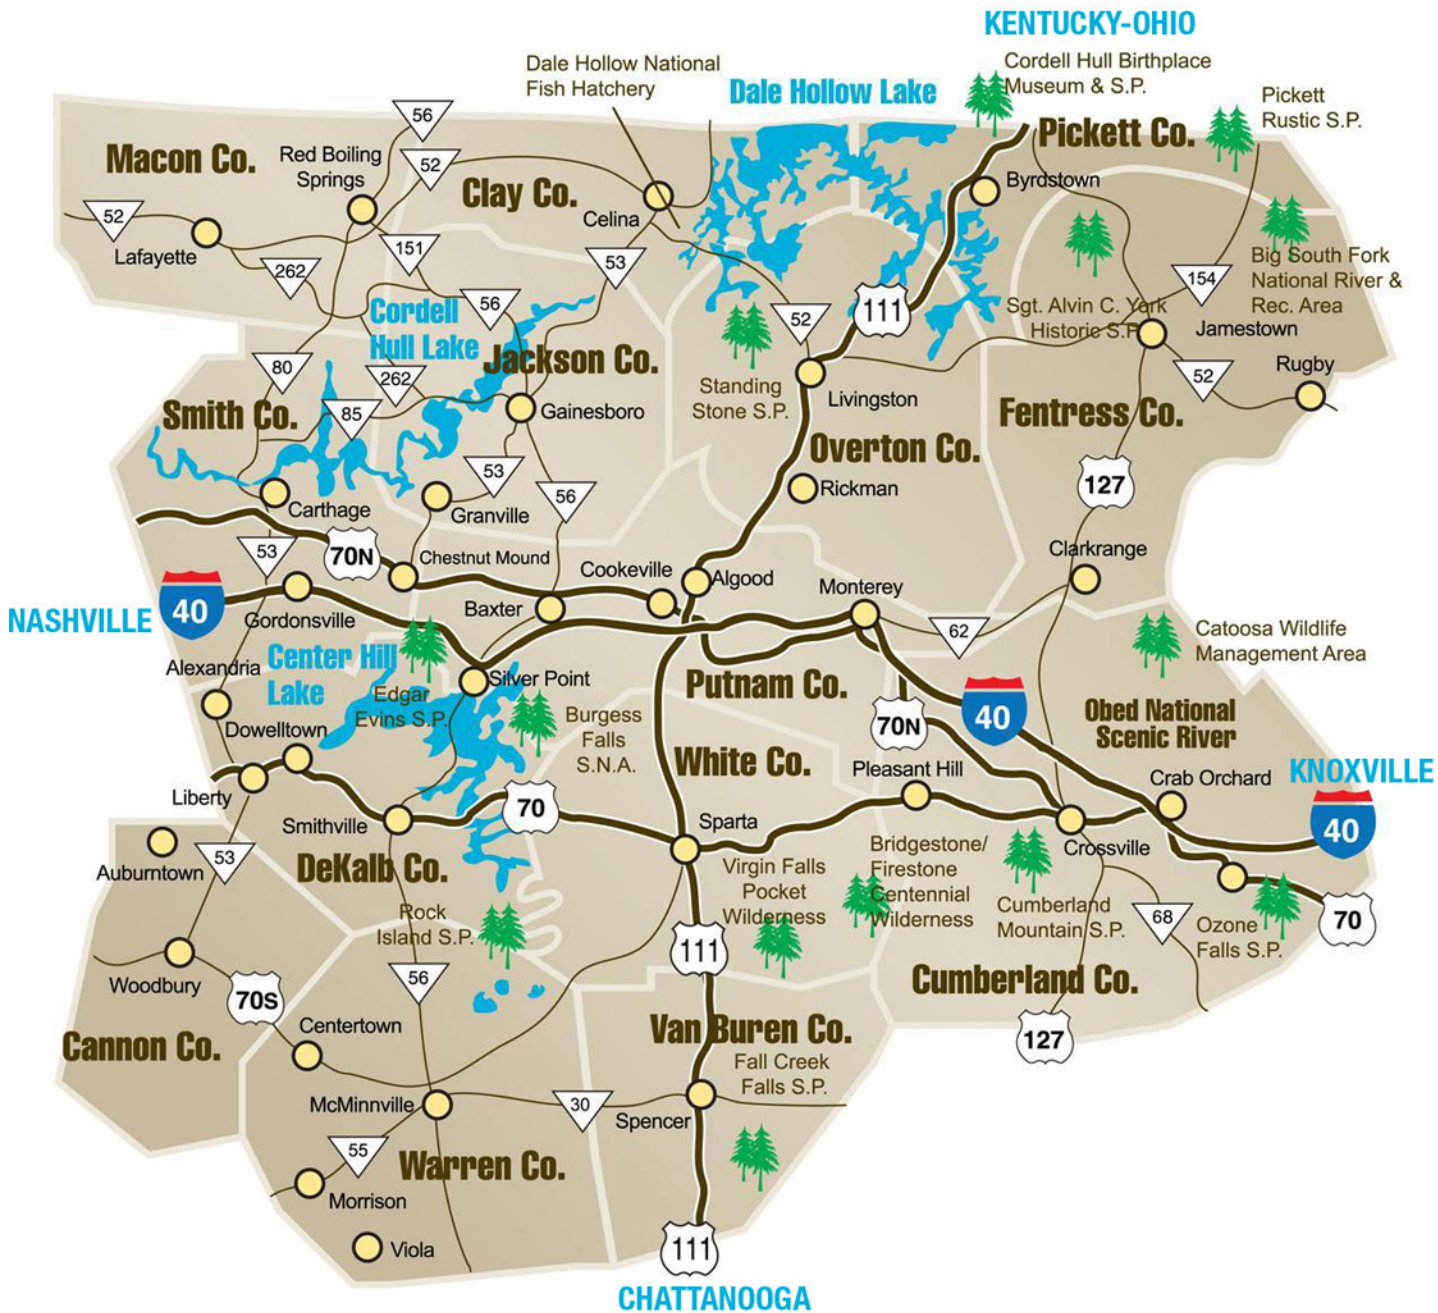 KENTUCKY-OHIO
Dale Hollow National
Fish Hatchery
Dale Hollow Lake
Cordell Hull Birthplace
Museum & S.P.
Pickett
Rustic S.P.
56
Pickett Co.
Macon Co.
Red Boiling
Springs
52
Clay Co.
Byrdstown
Celina
52
Lafayette
151
53
262
Big South Fork
National River &
Rec. Area
154
Cordell
Hull Lake
56
111
52
Sgt. Alvin C. York
Historic S.P.
Jamestown
80
Jackson Co.
262
Rugby
52
Standing
Stone S.P.
Livingston
Smith Co.
85
Gainesboro
Fentress Co.
Overton Co.
53
127
Rickman
56
Carthage
Granville
53
70N
Chestnut Mound
Clarkrange
Cookeville
Algood
Monterey
NASHVILLE
40
Gordonsville
Baxter
62
Catoosa Wildlife
Management Area
Alexandria
Center Hill
Lake
Silver Point
Putnam Co.
Edgar
Evins S.P.
40
70N
Obed National
Scenic River
Burgess
Falls
S.N.A.
Dowelltown
White Co.
Pleasant Hill
Crab Orchard
KNOXVILLE
Liberty
70
Smithville
Sparta
40
Crossville
Auburntown
53
DeKalb Co.
Virgin Falls
Pocket
Wilderness
Bridgestone/
Firestone
Centennial
Wilderness
Cumberland
Mountain S.P.
68
Ozone
Falls S.P.
70
Rock
Island S.P.
111
Woodbury
56
Cumberland Co.
70S
Centertown
Van Buren Co.
127
Cannon Co.
Fall Creek
Falls S.P.
McMinnville
30
Spencer
55
Warren Co.
Morrison
Viola
111
CHATTANOOGA